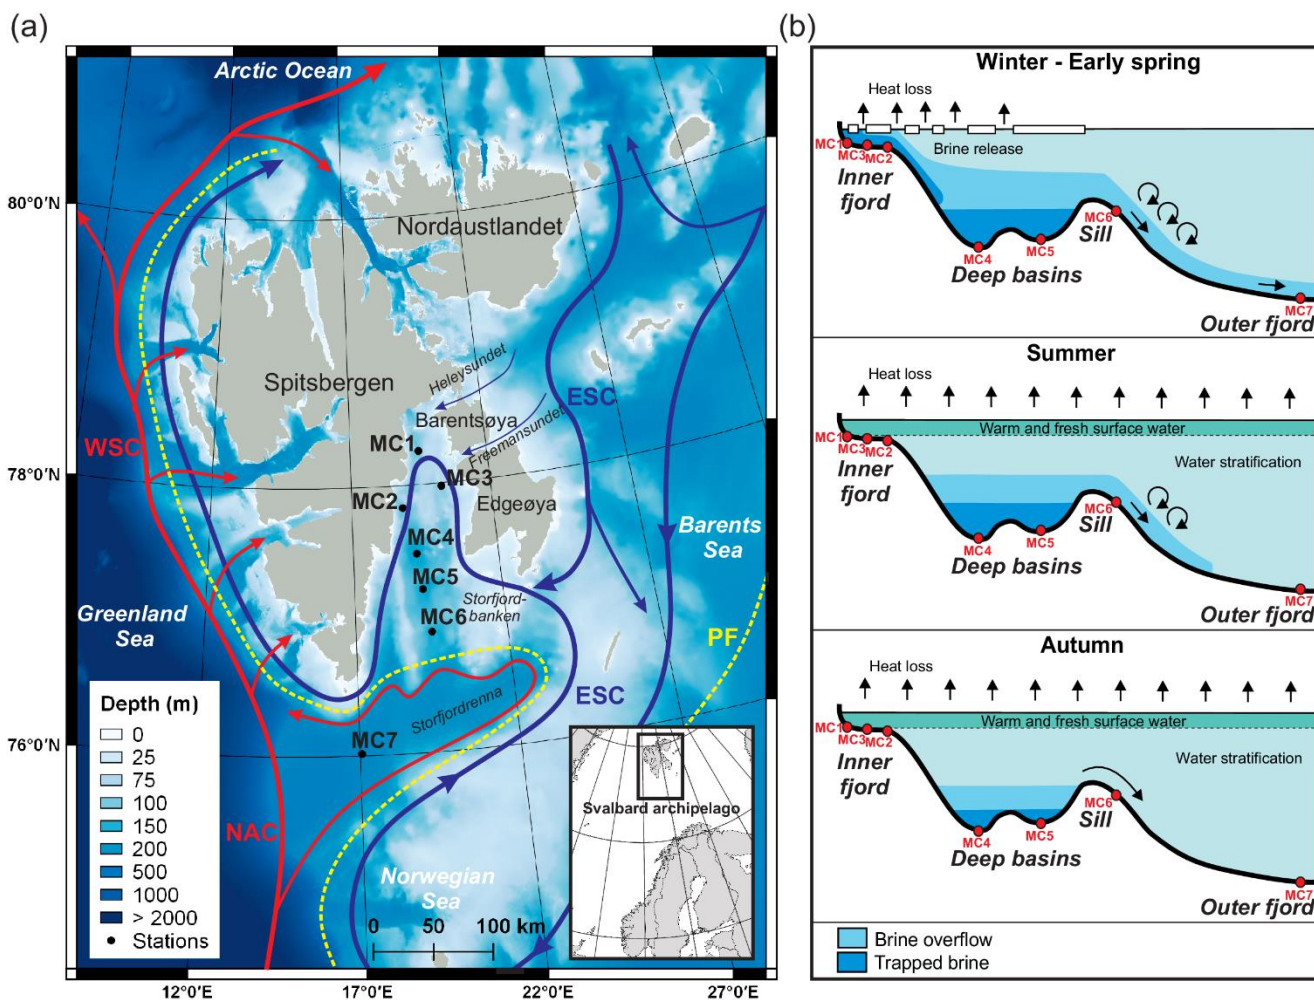 (a)
Arctic Ocean
80°0'N
Nordaustlandet
Spitsbergen
Heleysundet
ESC
Barentsøya
Freemansundet
WSC
MC1
78°0'N
MC3
MC2
Edgeøya
MC4
Barents
Sea
MC5
Storfjord-
banken
MC6
Greenland
Sea
PF
ESC
Storfjordrenna
76°0'N
MC7
NAC
Norwegian
Sea
Depth (m)
0
25
75
100
150
200
500
1000
> 2000
Stations
0 50 100 km
Svalbard archipelago
12°0'E 17°0'E 22°0'E 27°0'E
(b)
Winter - Early spring
Heat loss
Brine release
MC1
MC3
MC2
Inner
fjord
MC6
Sill
MC4
MC5
Deep basins
MC7
Outer fjord
Summer
Heat loss
Warm and fresh surface water
MC1
MC3
MC2
Inner
fjord
Water stratification
MC6
Sill
MC4
MC5
Deep basins
MC7
Outer fjord
Autumn
Heat loss
Warm and fresh surface water
MC1
MC3
MC2
Inner
fjord
Water stratification
MC6
Sill
MC4
MC5
Deep basins
MC7
Outer fjord
Brine overflow
Trapped brine